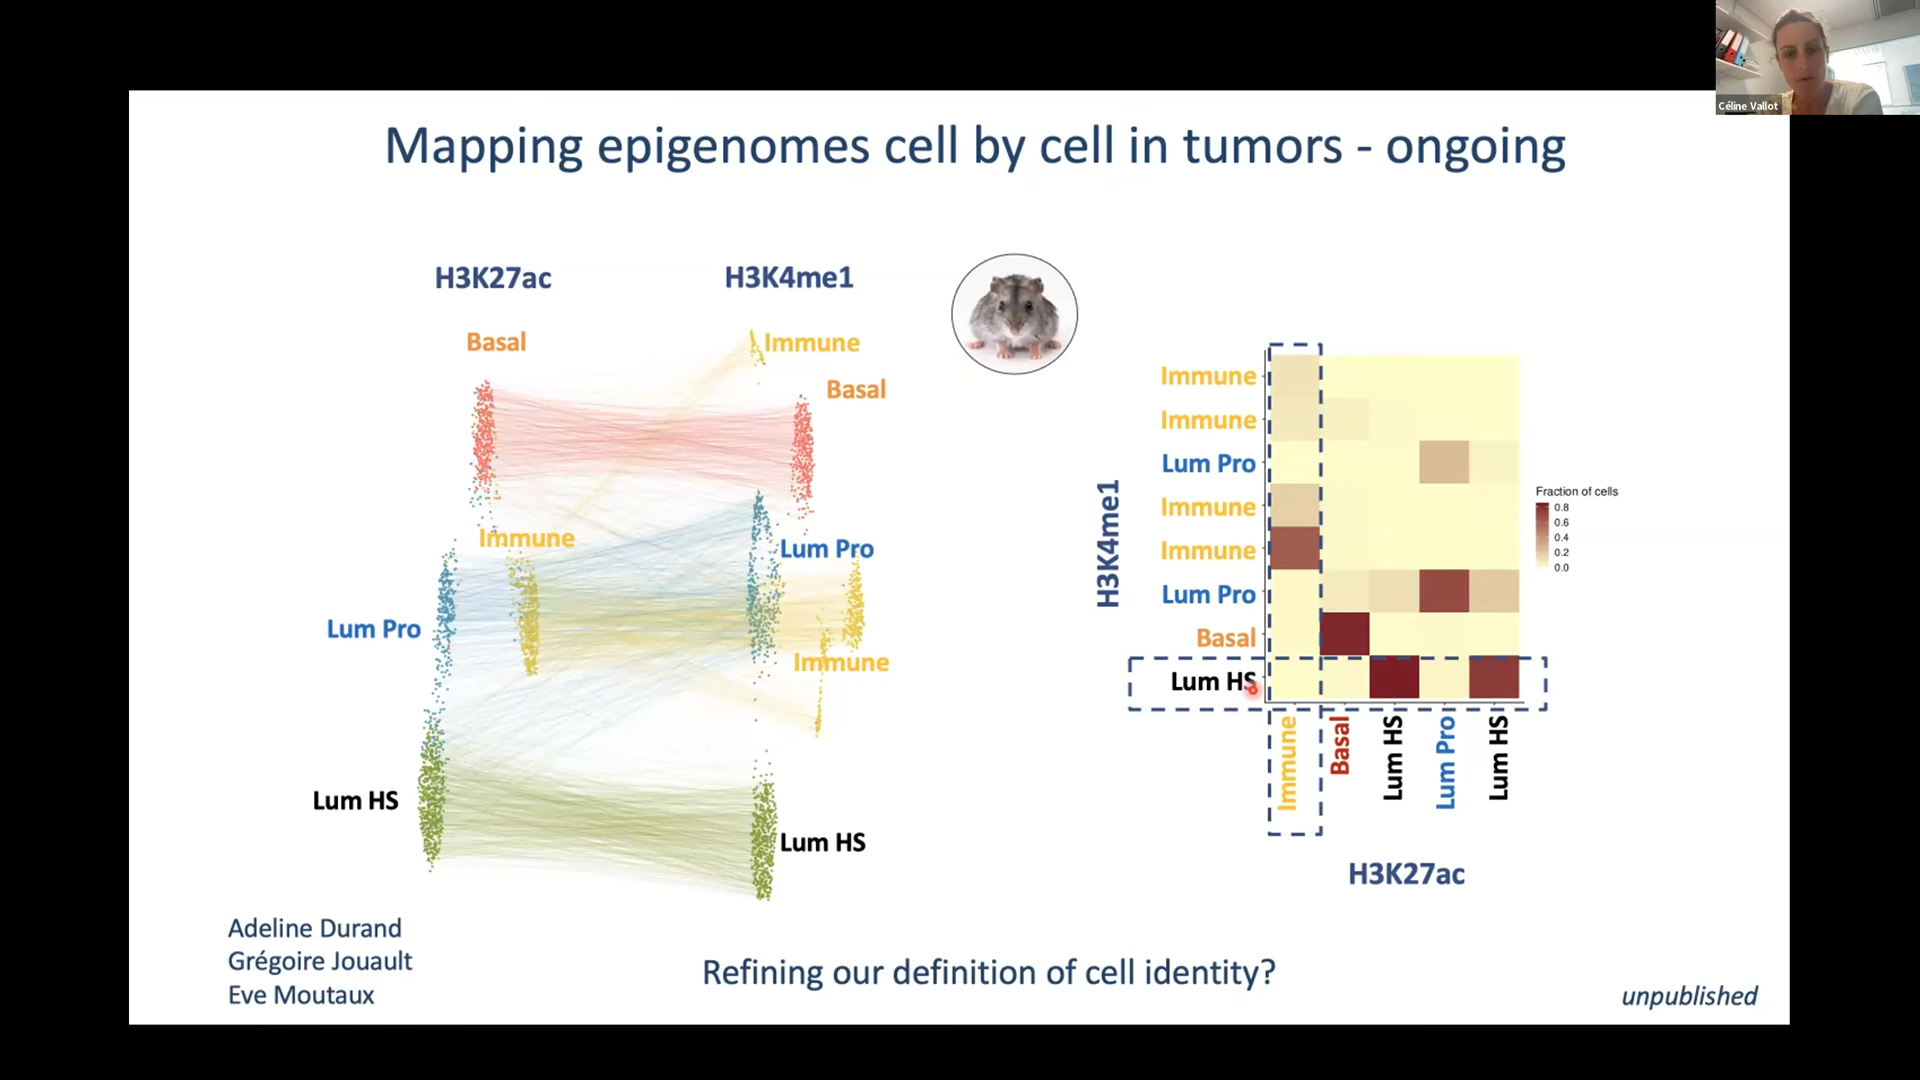 Céline Vallot
Mapping epigenomes cell by cell in tumors - ongoing
H3K27ac
H3K4me1
Basal
Immune
Basal
Immune
Lum Pro
Lum Pro
Immune
Lum HS
Lum HS
H3K4me1
Immune
Immune
Lum Pro
Immune
Immune
Lum Pro
Basal
Lum HS
Immune
Basal
Lum HS
Lum Pro
Lum HS
H3K27ac
Fraction of cells
0.8
0.6
0.4
0.2
0.0
Adeline Durand
Grégoire Jouault
Eve Moutaux
Refining our definition of cell identity?
unpublished